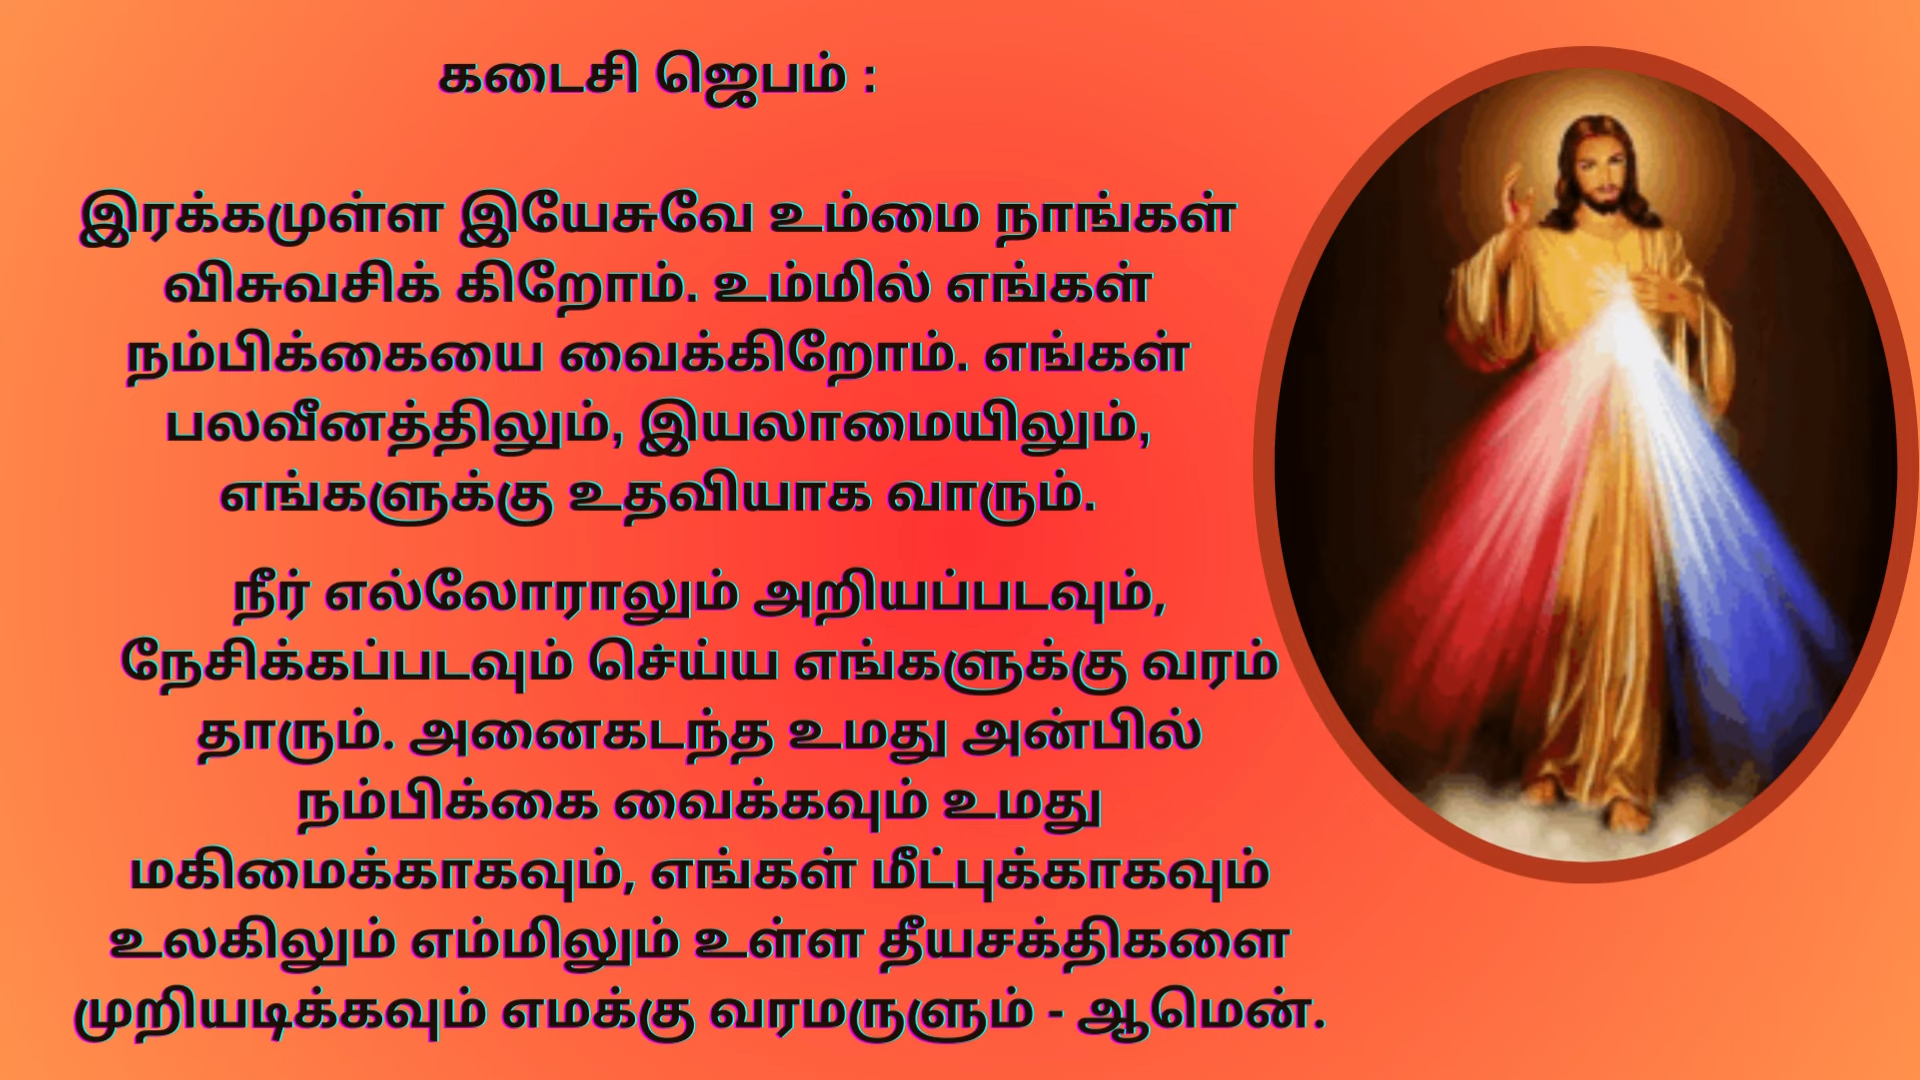 கடைசி ஜெபம் :
இரக்கமுள்ள இயேசுவே உம்மை நாங்கள்
விசுவசிக் கிறோம். உம்மில் எங்கள்
நம்பிக்கையை வைக்கிறோம். எங்கள்
பலவீனத்திலும், இயலாமையிலும்,
எங்களுக்கு உதவியாக வாரும்.
நீர் எல்லோராலும் அறியப்படவும்,
நேசிக்கப்படவும் செ்ய்ய எங்களுக்கு வரம்
தாரும். அனைகடந்த உமது அன்பில்
நம்பிக்கை வைக்கவும் உமது
மகிமைக்காகவும், எங்கள் மீட்புக்காகவும்
உலகிலும் எம்மிலும் உள்ள தீயசக்திகளை
முறியடிக்கவும் எமக்கு வரமருளும் - ஆமென்.